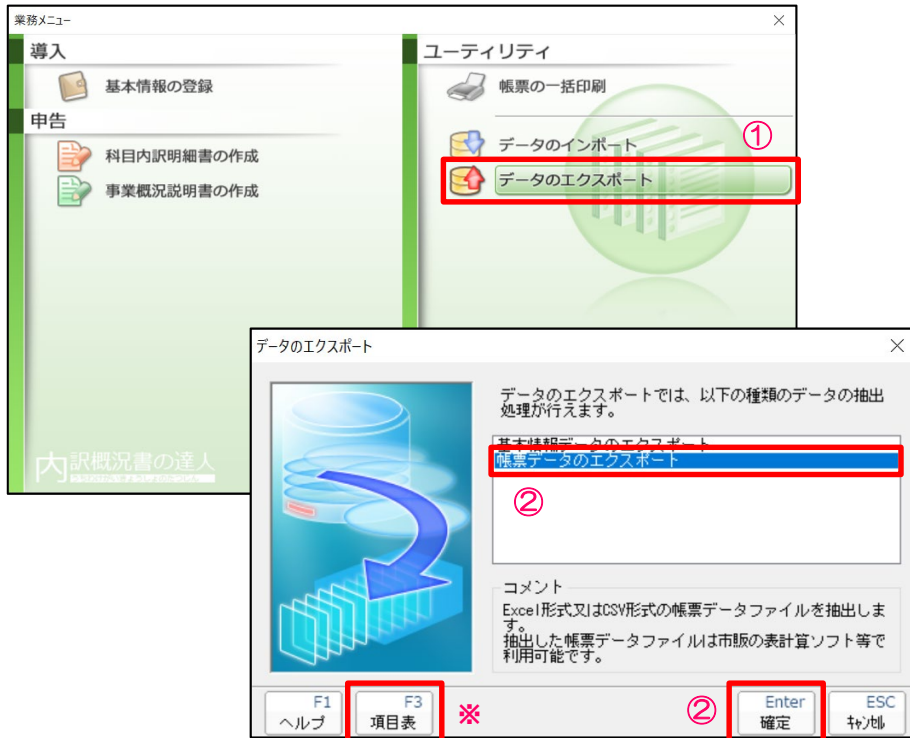 業務メニュー
導入
基本情報の登録
申告
科目内訳明細書の作成
事業概況説明書の作成
ユーティリティ
帳票の一括印刷
データのインポート
①
データのエクスポート
内訳概況書の達人
データのエクスポート
データのエクスポートでは、以下の種類のデータの抽出
処理が行えます。
基本情報データのエクスポート
帳票データのエクスポート
②
コメント
Excel形式又はCSV形式の帳票データファイルを抽出しま
す。
抽出した帳票データファイルは市販の表計算ソフト等で
利用可能です。
F1
ヘルプ
F3
項目表
※
②
Enter
確定
ESC
キャンセル